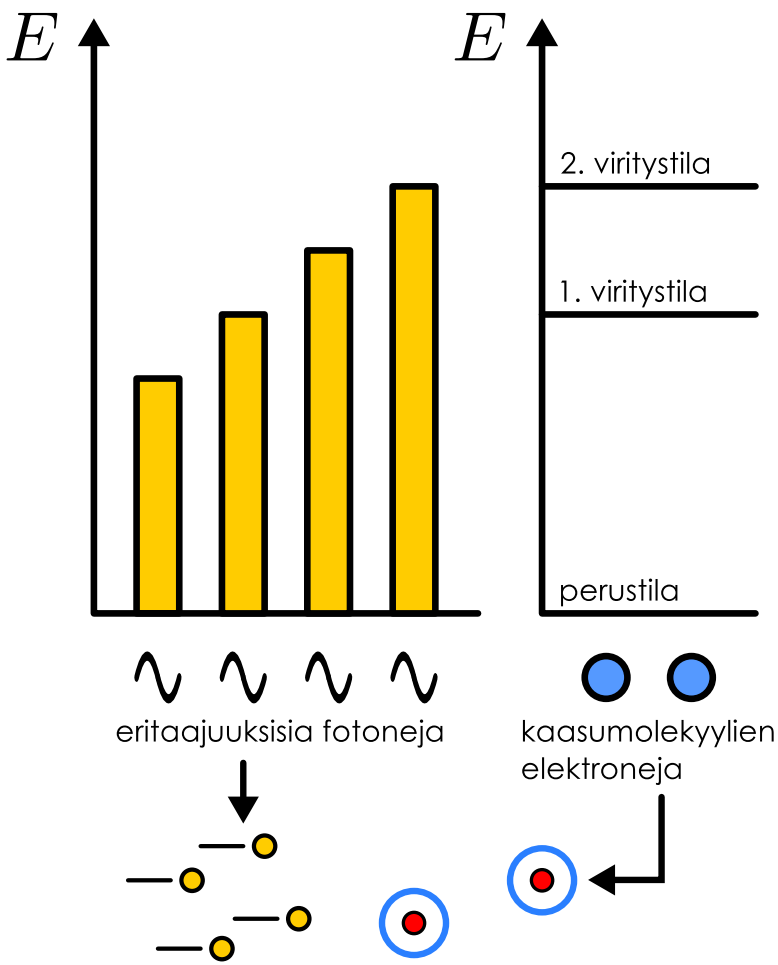 E
E
2. viritystila
1. viritystila
perustila
eritaajuuksisia fotoneja
kaasumolekyylien
elektroneja